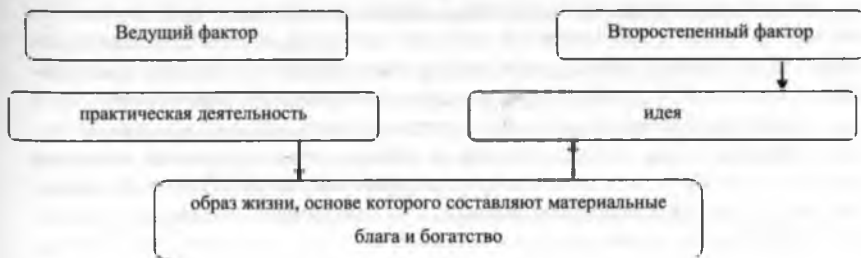 Ведущий фактор
Второстепенный фактор
практическая деятельность
идея
образ жизни, основе которого составляют материальные
блага и богатство